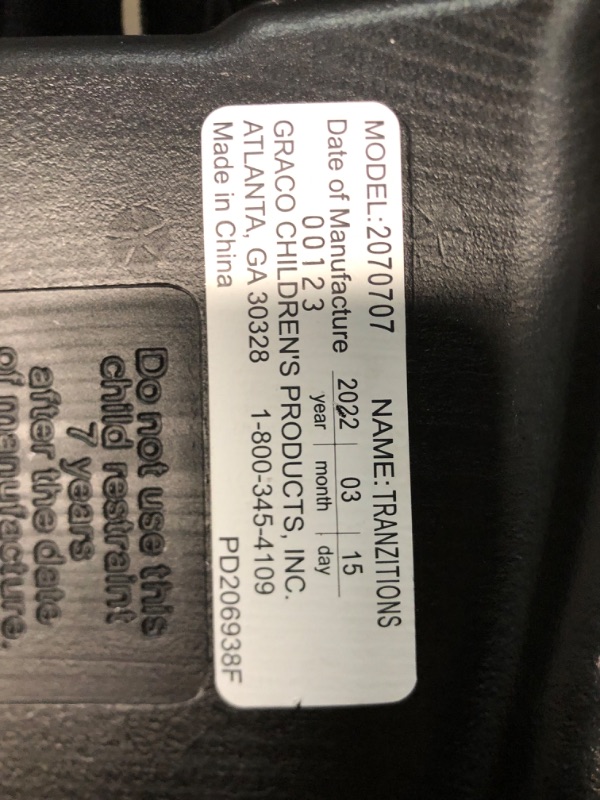 MODEL:2070707 NAME:TRANZITIONS
Date of Manufacture 2022 03 15
00123 year month day
GRACO CHILDREN'S PRODUCTS, INC.
ATLANTA, GA 30328 1-800-345-4109
Made in China PD206938F
Do not use this
child restraint
7 years
after the date
of manufacture.